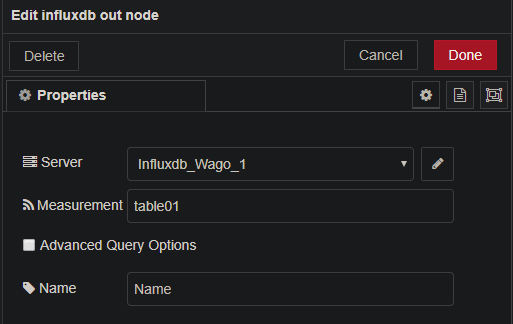 Edit influxdb out node
Delete
Cancel
Done
Properties
Server
Influxdb_Wago_1
Measurement
table01
Advanced Query Options
Name
Name